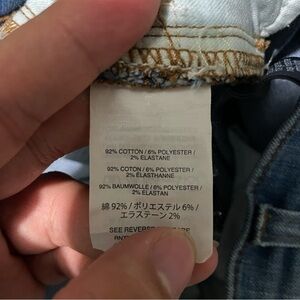 92% COTTON / 6% POLYESTER /
2% ELASTANE
92% COTON / 6% POLYESTER /
2% ELASTHANNE
92% BAUMWOLLE / 6% POLYESTER /
2% ELASTAN
綿 92% / ポリエステル 6% /
エラステーン 2%
SEE REVERSE